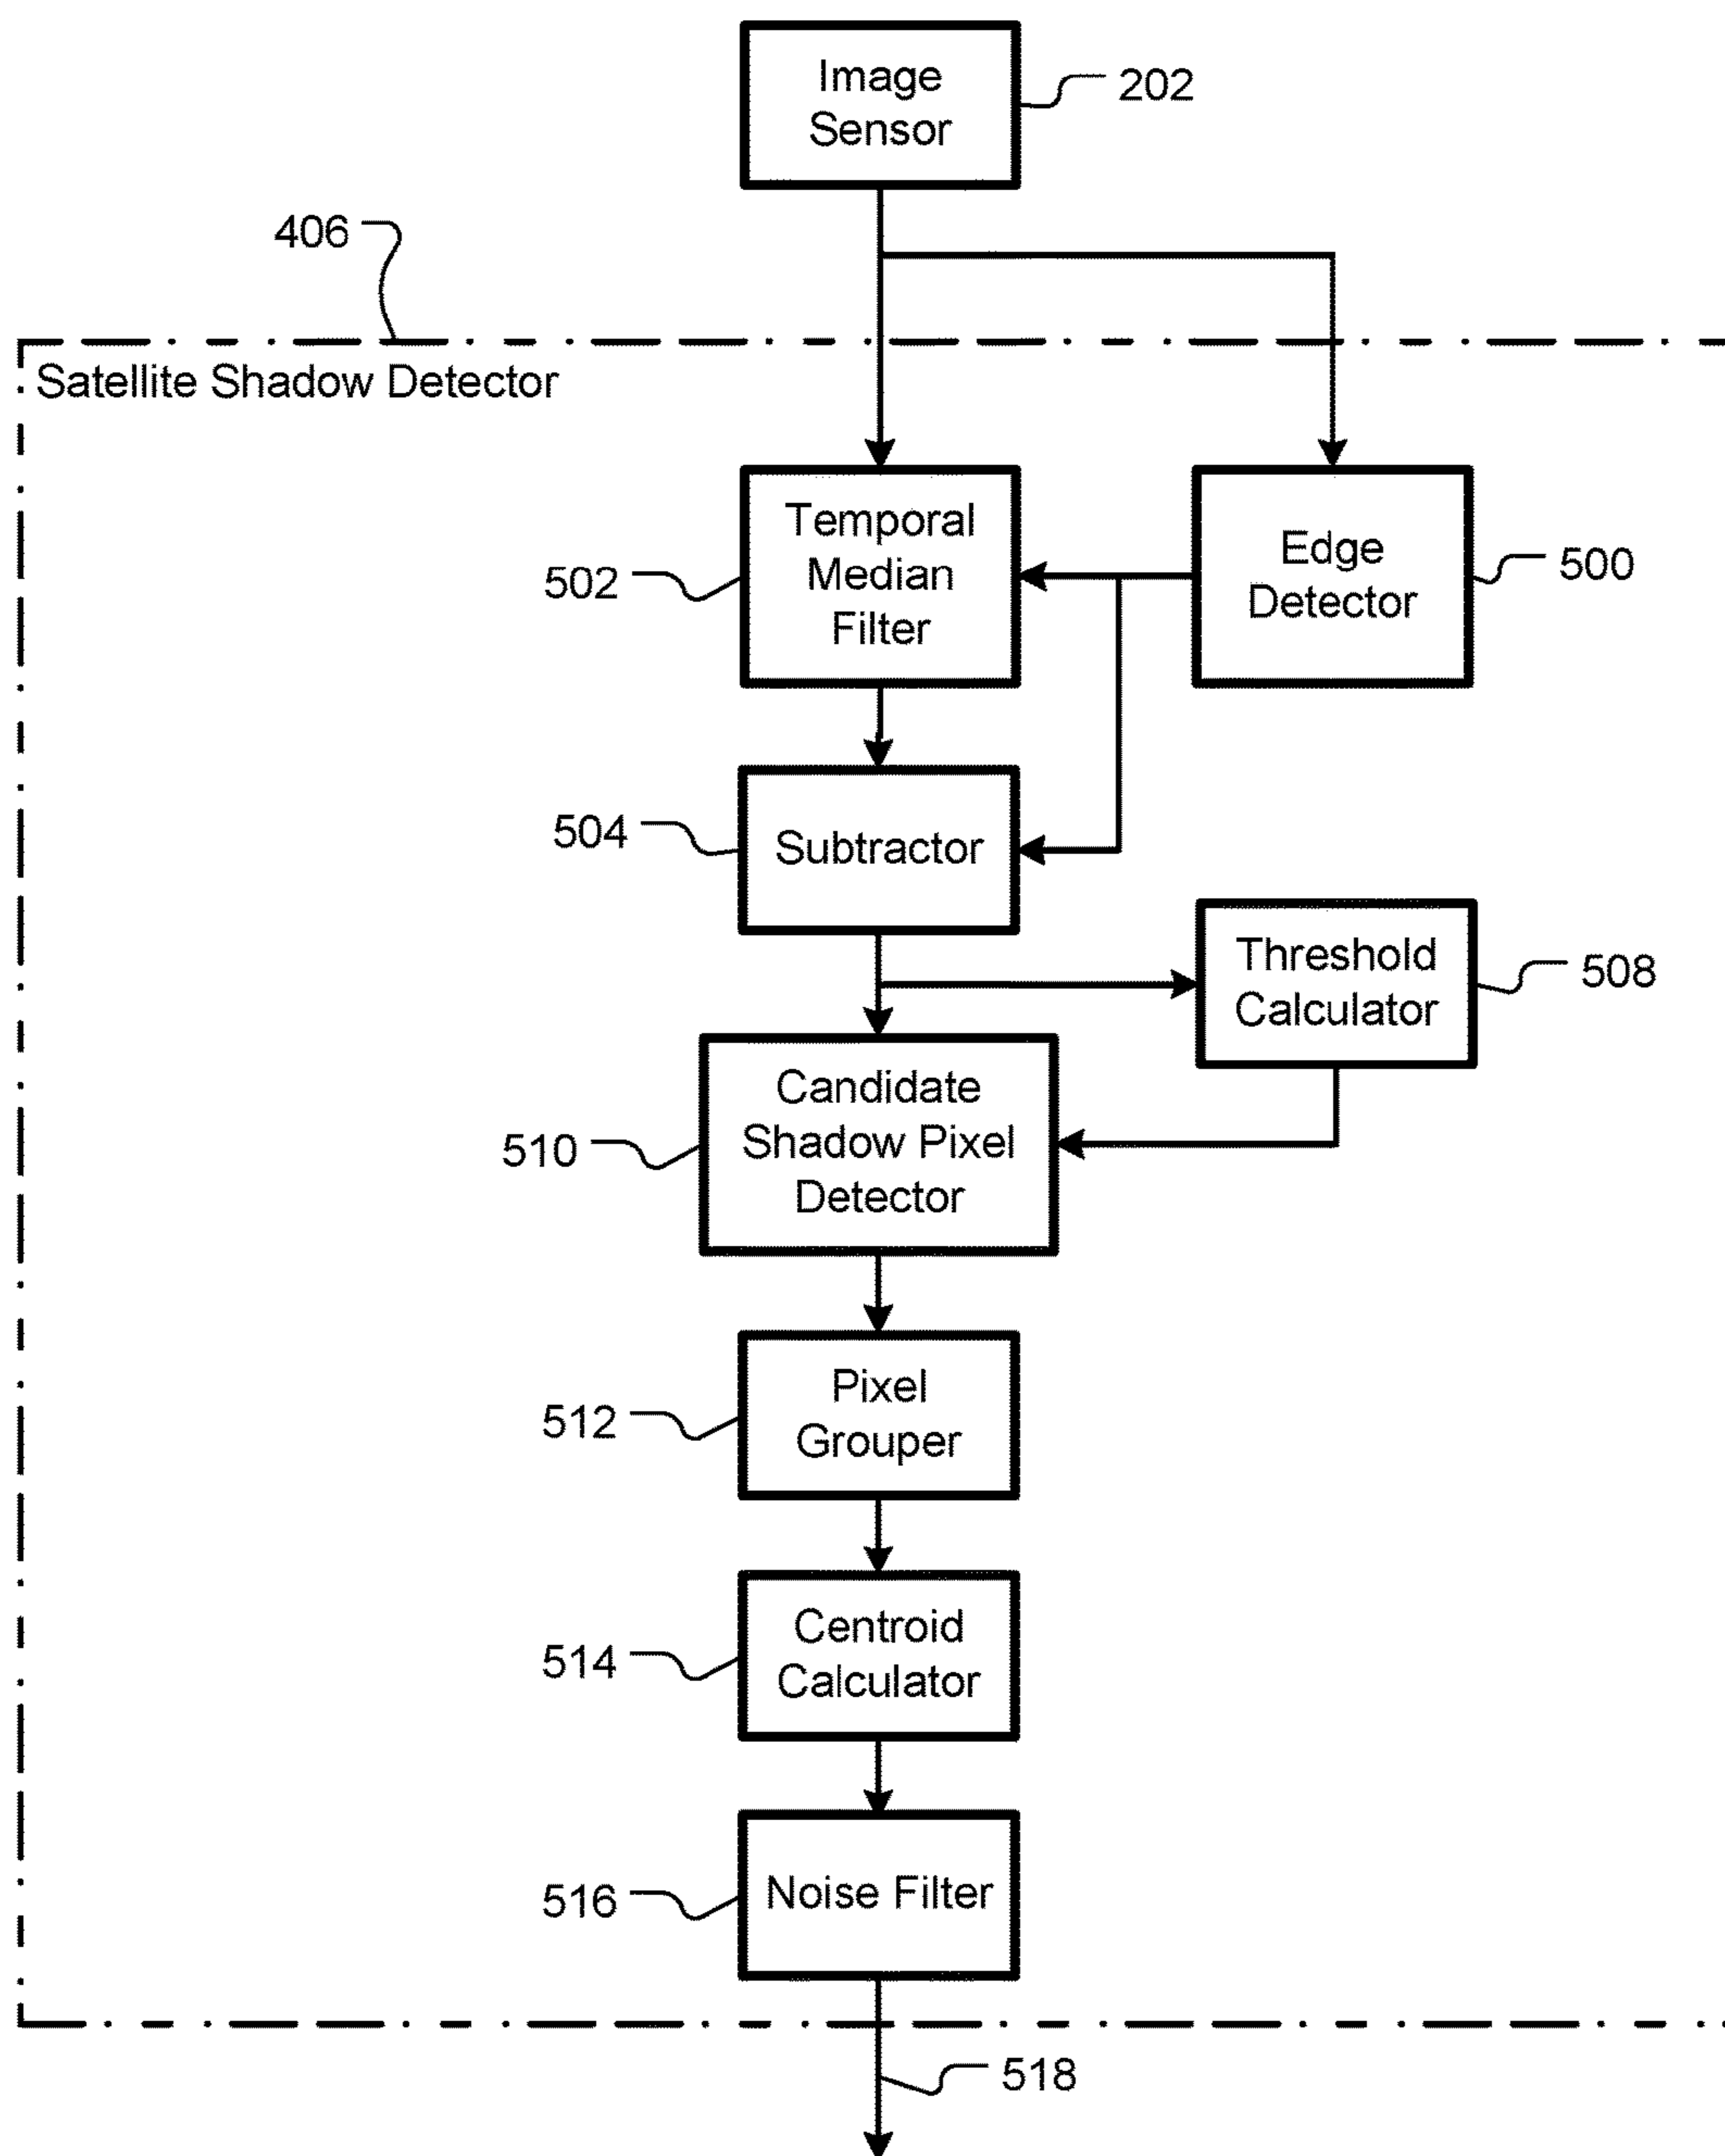 Image
Sensor
202
406
Satellite Shadow Detector
Temporal
Median
Filter
502
Edge
Detector
500
504
Subtractor
Threshold
Calculator
508
Candidate
Shadow Pixel
Detector
510
Pixel
Grouper
512
Centroid
Calculator
514
Noise Filter
516
518